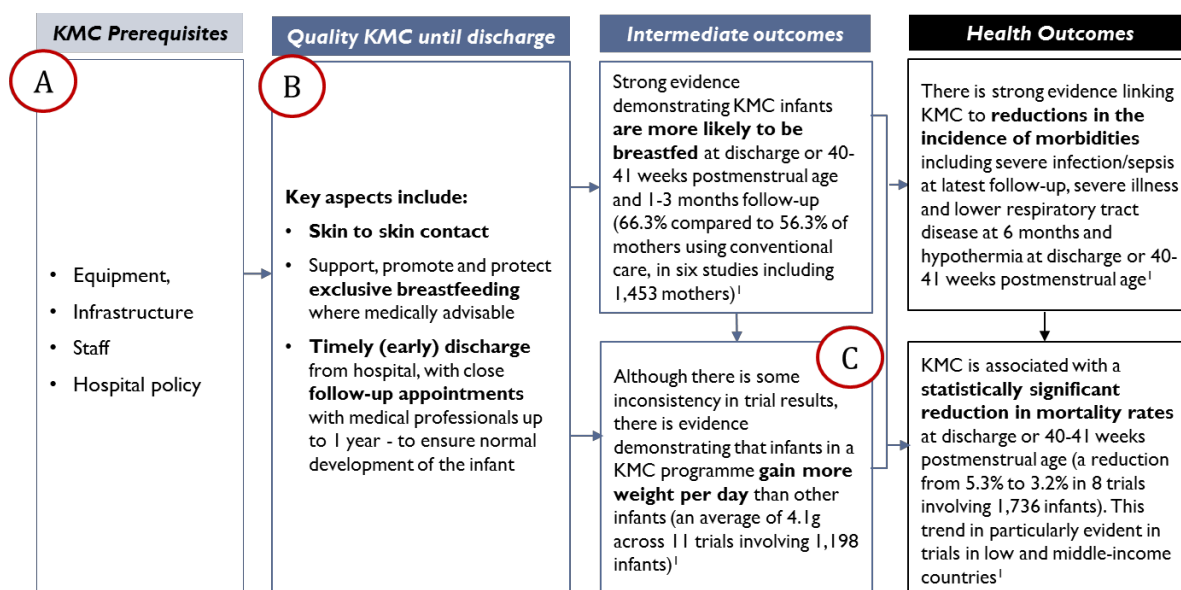 KMC Prerequisites
A
• Equipment,
• Infrastructure
• Staff
• Hospital policy
Quality KMC until discharge
B
Key aspects include:
• Skin to skin contact
• Support, promote and protect
exclusive breastfeeding
where medically advisable
• Timely (early) discharge
from hospital, with close
follow-up appointments
with medical professionals up
to 1 year - to ensure normal
development of the infant
Intermediate outcomes
Strong evidence
demonstrating KMC infants
are more likely to be
breastfed at discharge or 40-
41 weeks postmenstrual age
and 1-3 months follow-up
(66.3% compared to 56.3% of
mothers using conventional
care, in six studies including
1,453 mothers)¹
C
Although there is some
inconsistency in trial results,
there is evidence
demonstrating that infants in a
KMC programme gain more
weight per day than other
infants (an average of 4.1g
across 11 trials involving 1,198
infants)¹
Health Outcomes
There is strong evidence linking
KMC to reductions in the
incidence of morbidities
including severe infection/sepsis
at latest follow-up, severe illness
and lower respiratory tract
disease at 6 months and
hypothermia at discharge or 40-
41 weeks postmenstrual age¹
KMC is associated with a
statistically significant
reduction in mortality rates
at discharge or 40-41 weeks
postmenstrual age (a reduction
from 5.3% to 3.2% in 8 trials
involving 1,736 infants). This
trend in particularly evident in
trials in low and middle-income
countries¹